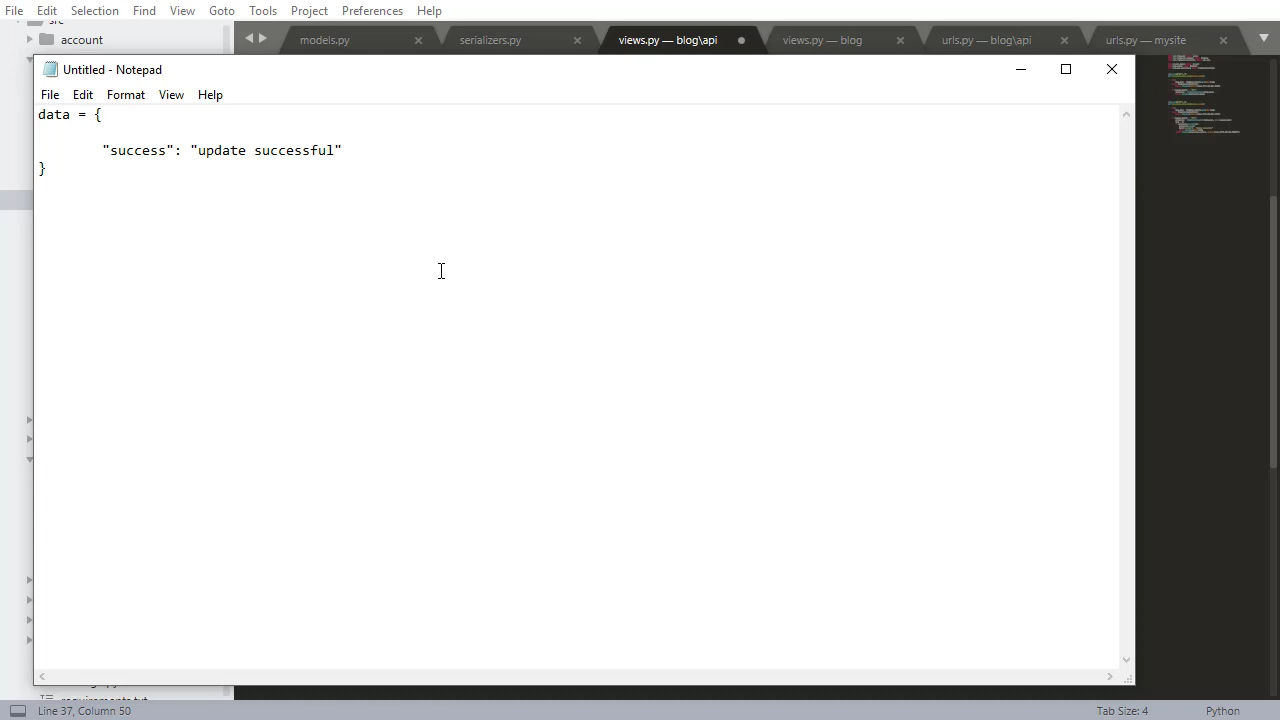 File Edit Selection View Find Goto Tools Project Preferences Help
account
models.py serializers.py views.py — blog\api views.py — blog urls.py — blog\api urls.py — mysite
Untitled - Notepad
File Edit Format View Help
data = {
"success": "update successful"
}
Line 37, Column 50 Tab Size: 4 Python